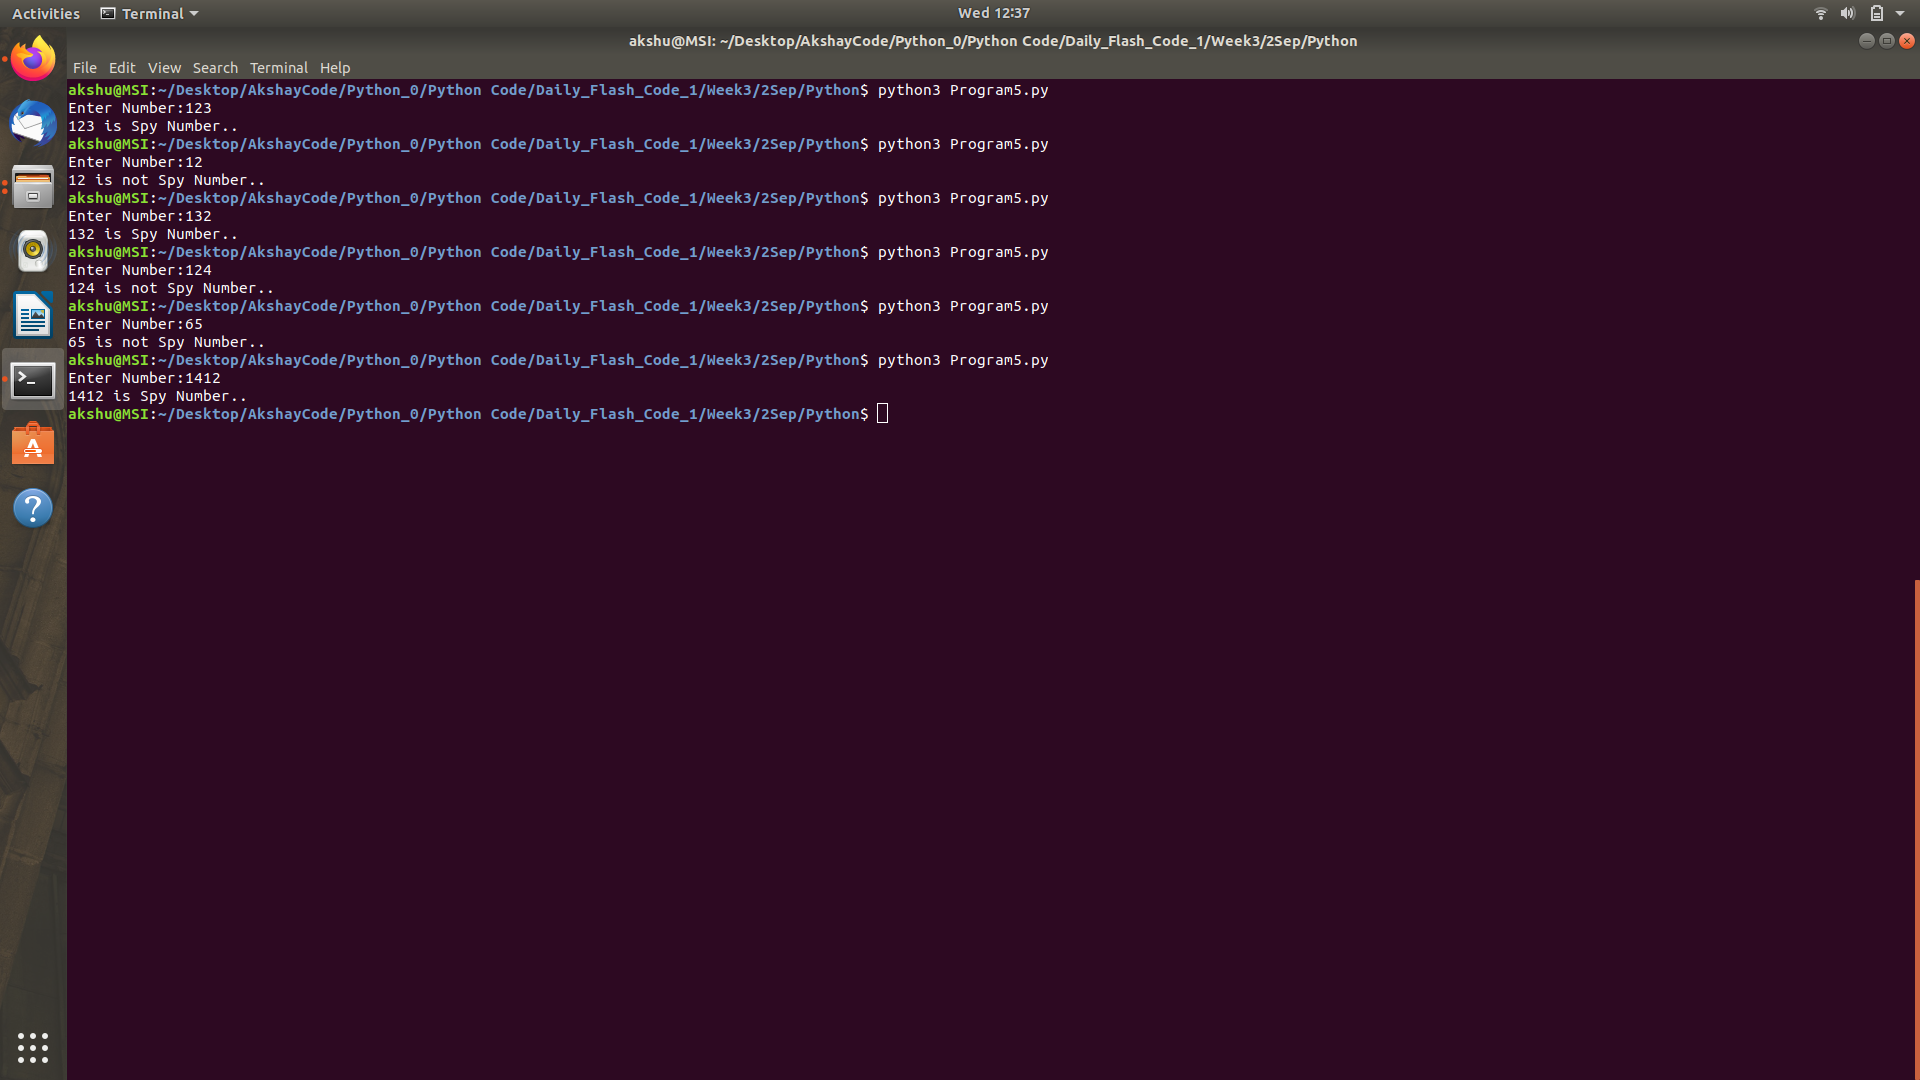 Activities Terminal Wed 12:37
akshu@MSI: ~/Desktop/AkshayCode/Python_0/Python Code/Daily_Flash_Code_1/Week3/2Sep/Python
File Edit View Search Terminal Help
akshu@MSI:~/Desktop/AkshayCode/Python_0/Python Code/Daily_Flash_Code_1/Week3/2Sep/Python$ python3 Program5.py
Enter Number:123
123 is Spy Number..
akshu@MSI:~/Desktop/AkshayCode/Python_0/Python Code/Daily_Flash_Code_1/Week3/2Sep/Python$ python3 Program5.py
Enter Number:12
12 is not Spy Number..
akshu@MSI:~/Desktop/AkshayCode/Python_0/Python Code/Daily_Flash_Code_1/Week3/2Sep/Python$ python3 Program5.py
Enter Number:132
132 is Spy Number..
akshu@MSI:~/Desktop/AkshayCode/Python_0/Python Code/Daily_Flash_Code_1/Week3/2Sep/Python$ python3 Program5.py
Enter Number:124
124 is not Spy Number..
akshu@MSI:~/Desktop/AkshayCode/Python_0/Python Code/Daily_Flash_Code_1/Week3/2Sep/Python$ python3 Program5.py
Enter Number:65
65 is not Spy Number..
akshu@MSI:~/Desktop/AkshayCode/Python_0/Python Code/Daily_Flash_Code_1/Week3/2Sep/Python$ python3 Program5.py
Enter Number:1412
1412 is Spy Number..
akshu@MSI:~/Desktop/AkshayCode/Python_0/Python Code/Daily_Flash_Code_1/Week3/2Sep/Python$